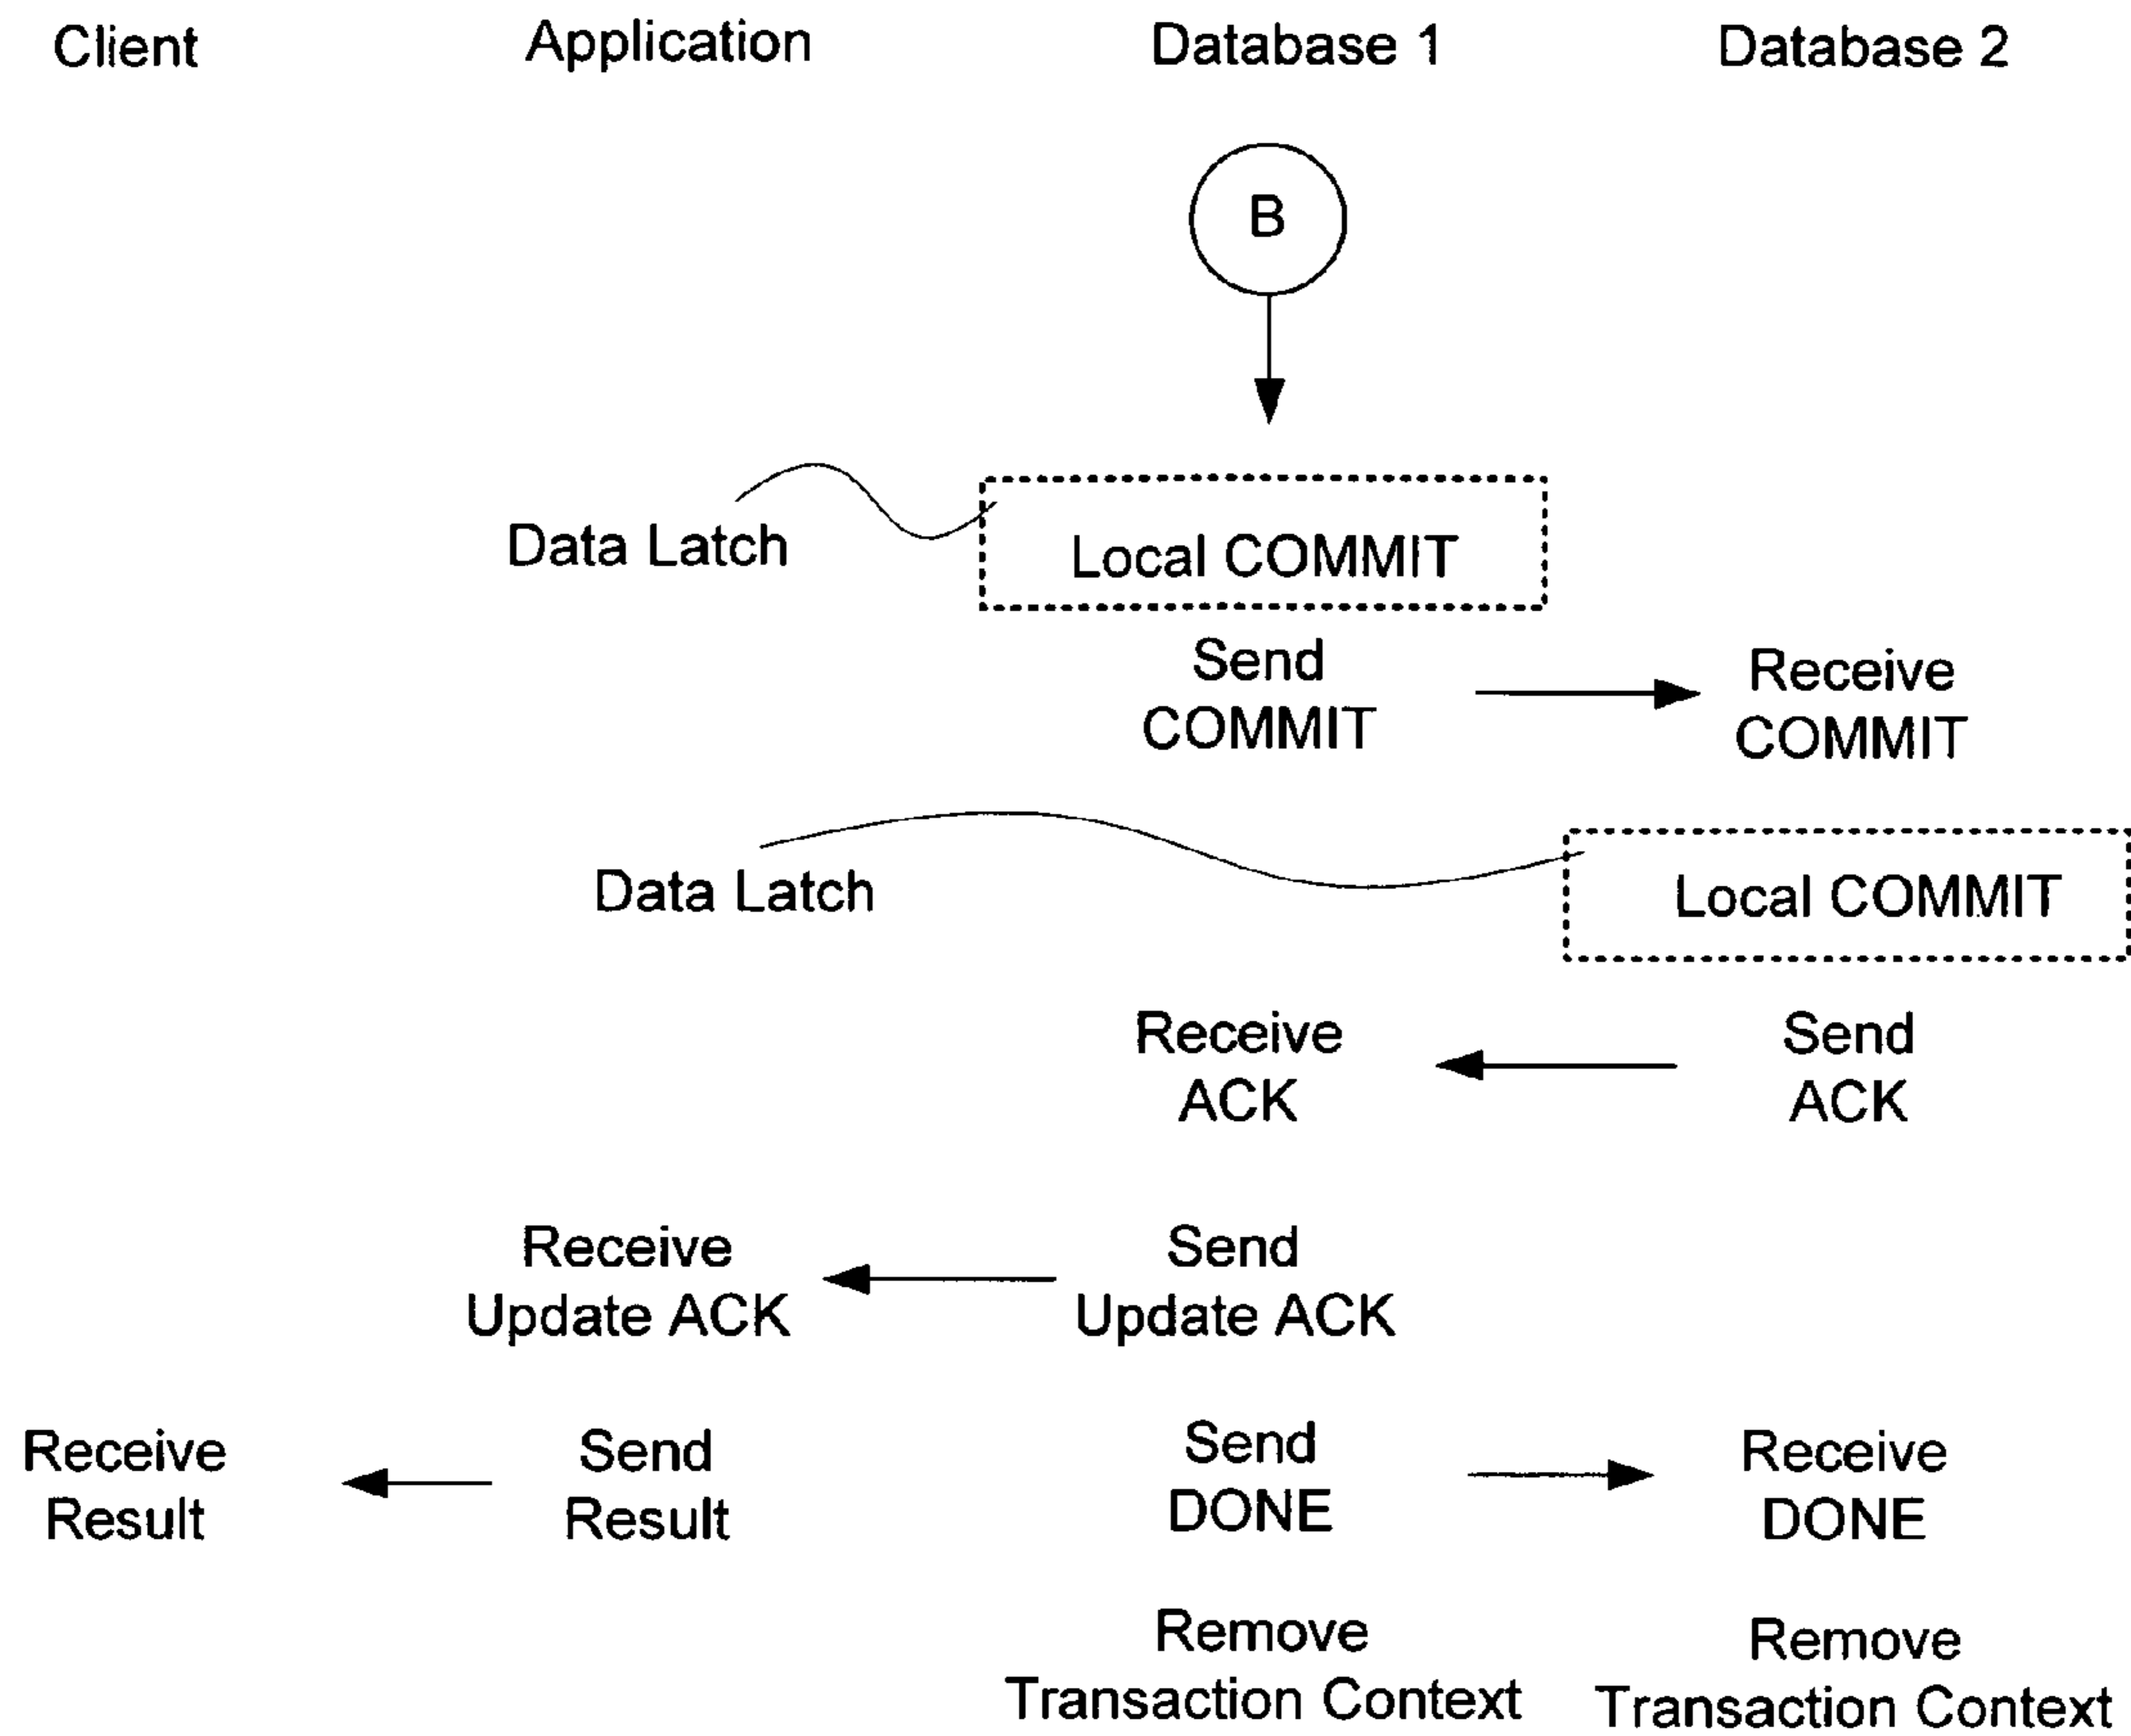 Client Application Database 1 Database 2
B
Data Latch Local COMMIT
Send Receive
COMMIT COMMIT
Data Latch Local COMMIT
Receive Send
ACK ACK
Receive Send
Update ACK Update ACK
Receive Send Send Receive
Result Result DONE DONE
Remove Remove
Transaction Context Transaction Context